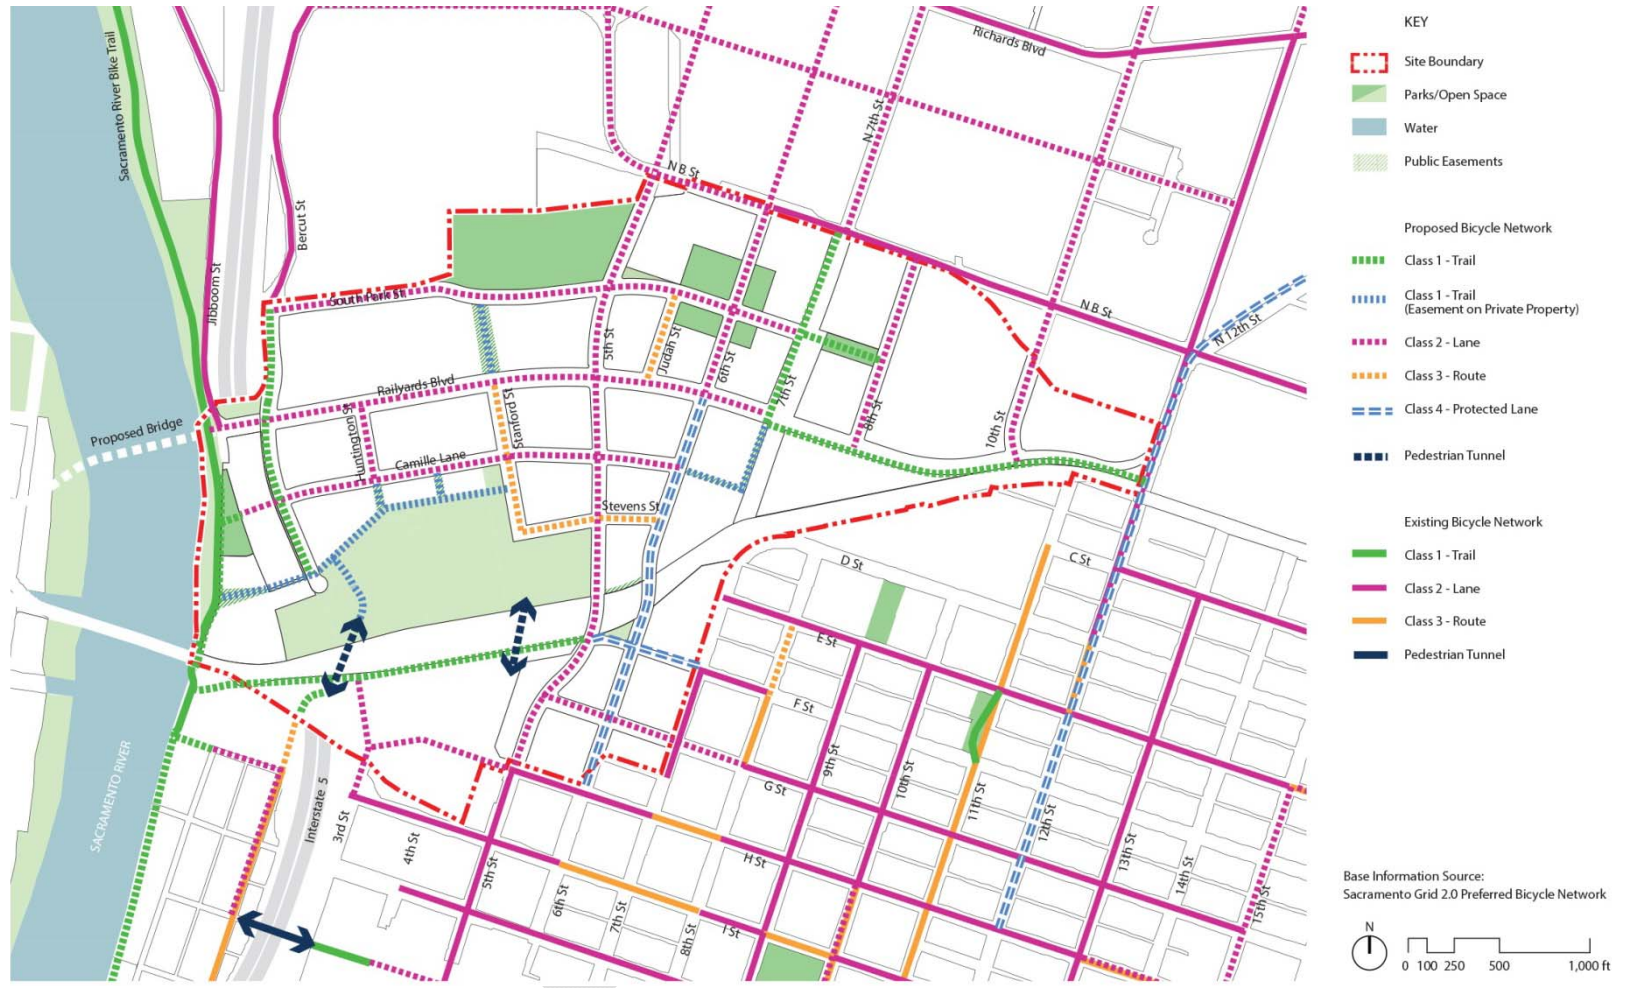 Richards Blvd
Sacramento River Bike Trail
N 7th St
N B St
Bercut St
Jibboom St
South Park St
N B St
N 12th St
5th St
Judah St
6th St
7th St
8th St
10th St
Railyards Blvd
Huntington St
Stanford St
Camille Lane
Proposed Bridge
Stevens St
D St
C St
E St
F St
G St
H St
I St
9th St
10th St
11th St
12th St
13th St
14th St
15th St
Interstate 5
3rd St
4th St
5th St
6th St
7th St
8th St
SACRAMENTO RIVER
KEY
Site Boundary
Parks/Open Space
Water
Public Easements
Proposed Bicycle Network
Class 1 - Trail
Class 1 - Trail
(Easement on Private Property)
Class 2 - Lane
Class 3 - Route
Class 4 - Protected Lane
Pedestrian Tunnel
Existing Bicycle Network
Class 1 - Trail
Class 2 - Lane
Class 3 - Route
Pedestrian Tunnel
Base Information Source:
Sacramento Grid 2.0 Preferred Bicycle Network
N
0 100 250 500 1,000 ft